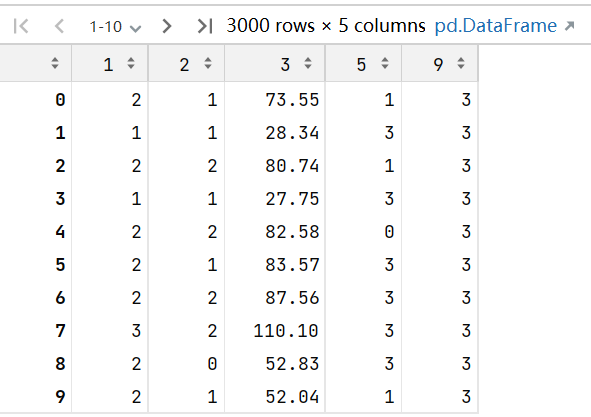 1-10 3000 rows × 5 columns pd.DataFrame
1 2 3 5 9
0 2 1 73.55 1 3
1 1 1 28.34 3 3
2 2 2 80.74 1 3
3 1 1 27.75 3 3
4 2 2 82.58 0 3
5 2 1 83.57 3 3
6 2 2 87.56 3 3
7 3 2 110.10 3 3
8 2 0 52.83 3 3
9 2 1 52.04 1 3